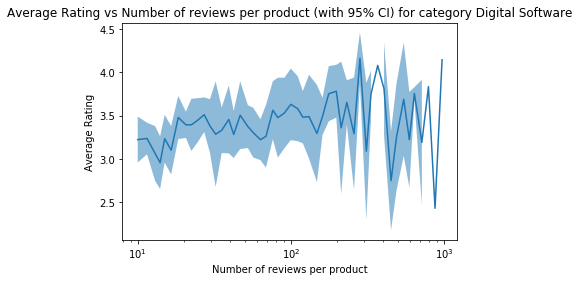 Average Rating vs Number of reviews per product (with 95% CI) for category Digital Software
4.5
4.0
3.5
3.0
2.5
Average Rating
10¹
10²
10³
Number of reviews per product